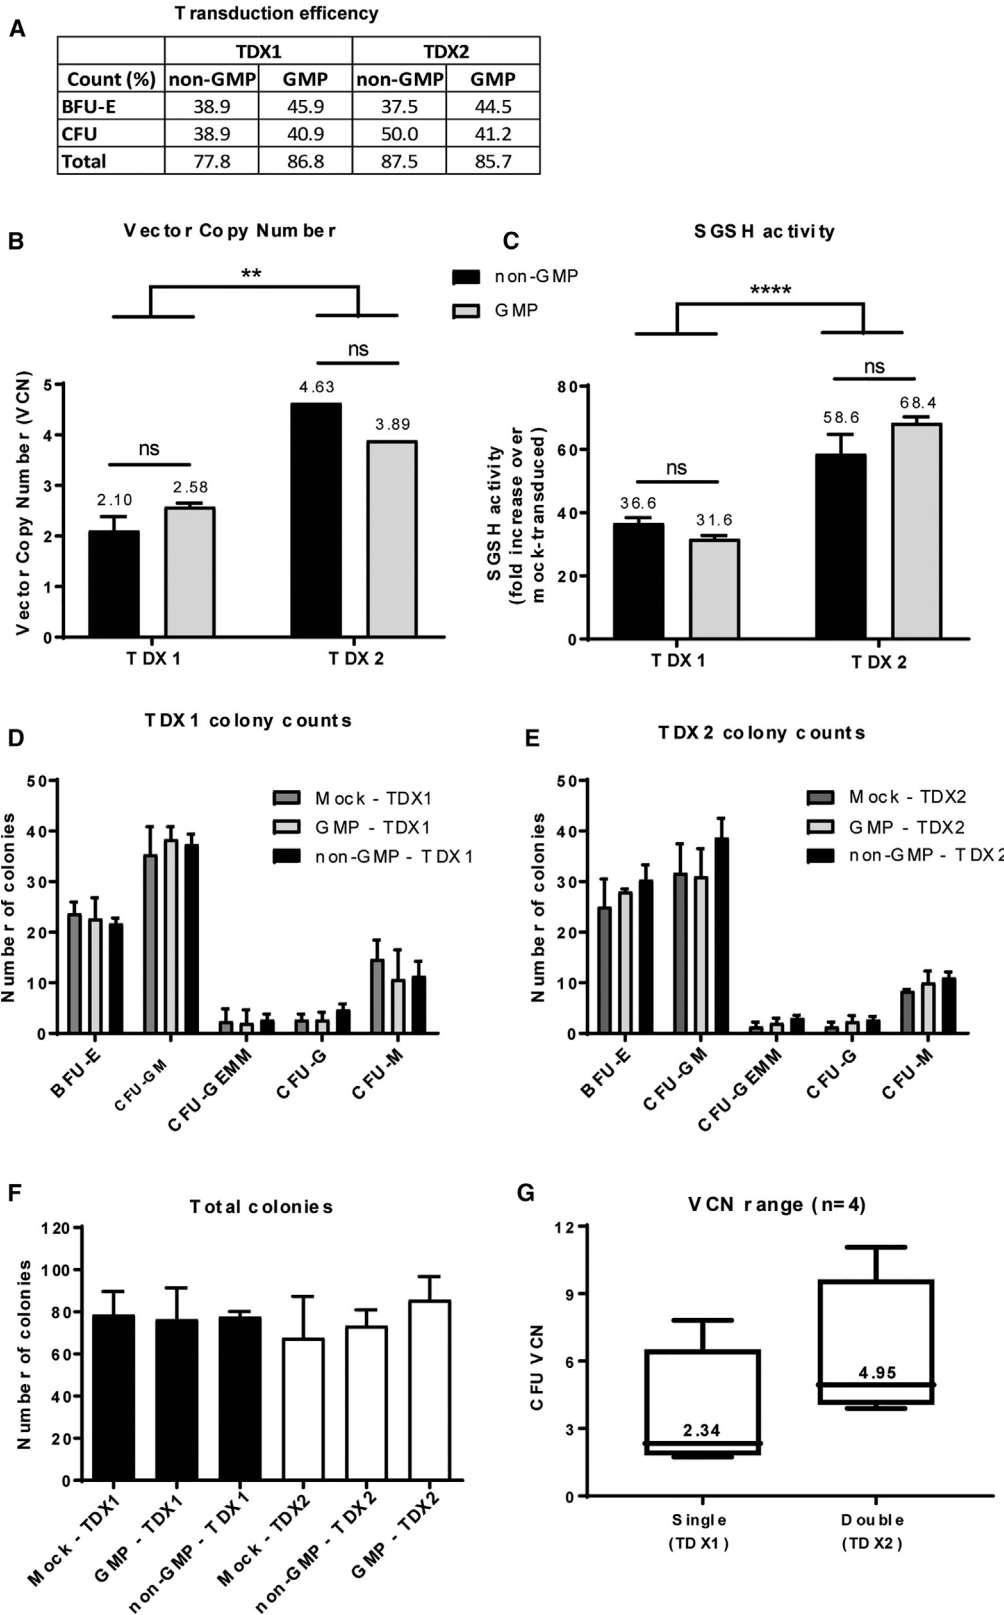 A
Transduction efficency
TDX1 TDX2
Count (%) non-GMP GMP non-GMP GMP
BFU-E 38.9 45.9 37.5 44.5
CFU 38.9 40.9 50.0 41.2
Total 77.8 86.8 87.5 85.7
B
Vector Copy Number
**
ns
ns
4.63
3.89
2.10
2.58
Vector Copy Number (VCN)
5
4
3
2
1
0
TDX1 TDX2
non-GMP
GMP
C
SGSH activity
****
ns
ns
58.6
68.4
36.6
31.6
SGSH activity
(fold increase over
mock-transduced)
80
60
40
20
0
TDX1 TDX2
D
TDX1 colony counts
Number of colonies
50
40
30
20
10
0
Mock - TDX1
GMP - TDX1
non-GMP - TDX1
BFU-E
CFU-GM
CFU-GEMM
CFU-G
CFU-M
E
TDX2 colony counts
Number of colonies
50
40
30
20
10
0
Mock - TDX2
GMP - TDX2
non-GMP - TDX2
BFU-E
CFU-GM
CFU-GEMM
CFU-G
CFU-M
F
Total colonies
Number of colonies
120
100
80
60
40
20
0
Mock - TDX1
GMP - TDX1
non-GMP - TDX1
Mock - TDX2
non-GMP - TDX2
GMP - TDX2
G
VCN range (n=4)
CFU VCN
12
9
6
3
0
2.34
4.95
Single
(TDX1)
Double
(TDX2)